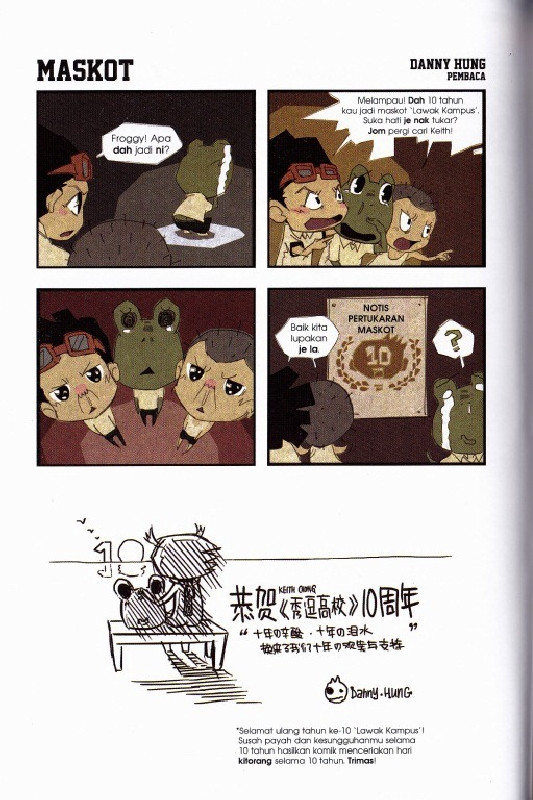 MASKOT
DANNY HUNG
PEMBACA
Froggy! Apa
dah jadi ni?
Melampau! Dah 10 tahun
kau jadi maskot 'Lawak Kampus'.
Suka hati je nak tukar?
Jom pergi cari Keith!
Baik kita
lupakan
je la.
NOTIS
PERTUKARAN
MASKOT
10
?
10
KEITH CHONG
恭贺《秀逗高校》10周年
“十年の辛酸·十年の泪水
换来了我们十年の欢笑与支持”
Danny.Hung
*Selamat ulang tahun ke-10 'Lawak Kampus'!
Susah payah dan kesungguhanmu selama
10 tahun hasilkan komik menceriakan hari
kitorang selama 10 tahun. Trimas!